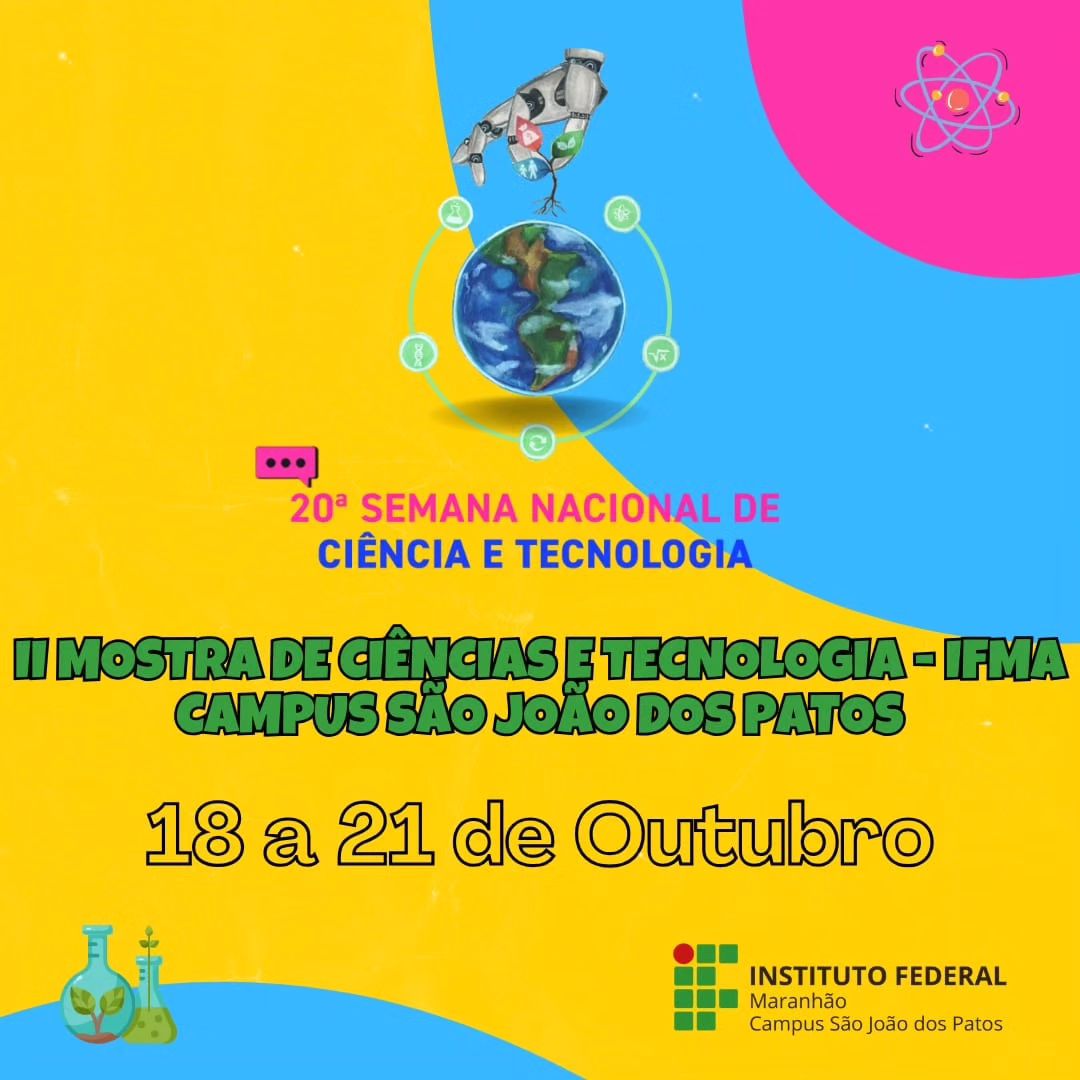 20ª SEMANA NACIONAL DE
CIÊNCIA E TECNOLOGIA
II MOSTRA DE CIÊNCIAS E TECNOLOGIA - IFMA
CAMPUS SÃO JOÃO DOS PATOS
18 a 21 de Outubro
INSTITUTO FEDERAL
Maranhão
Campus São João dos Patos